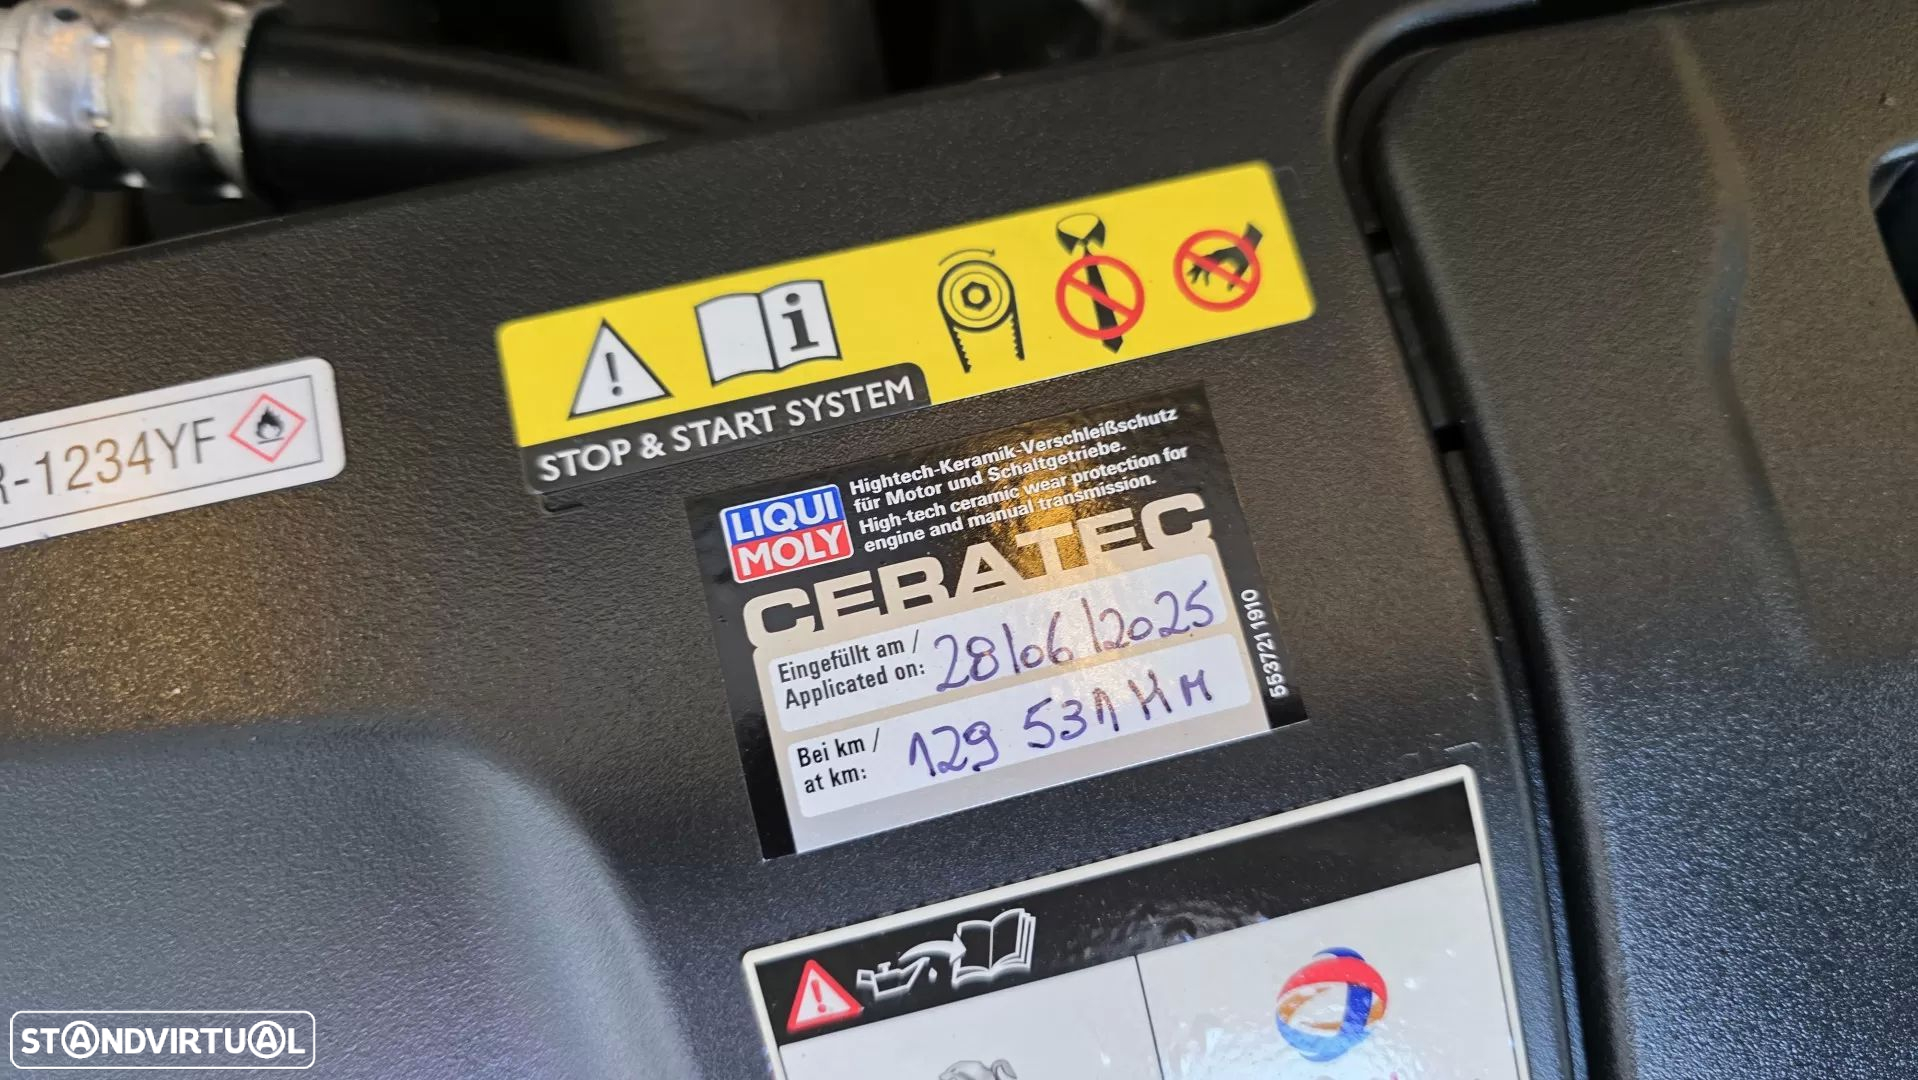 R-1234YF
STOP & START SYSTEM
LIQUI
MOLY
Hightech-Keramik-Verschleißschutz
für Motor und Schaltgetriebe.
High-tech ceramic wear protection for
engine and manual transmission.
CERATEC
Eingefüllt am /
Applicated on: 28/06/2025
Bei km /
at km: 129 531 KM
553721 1910
STANDVIRTUAL